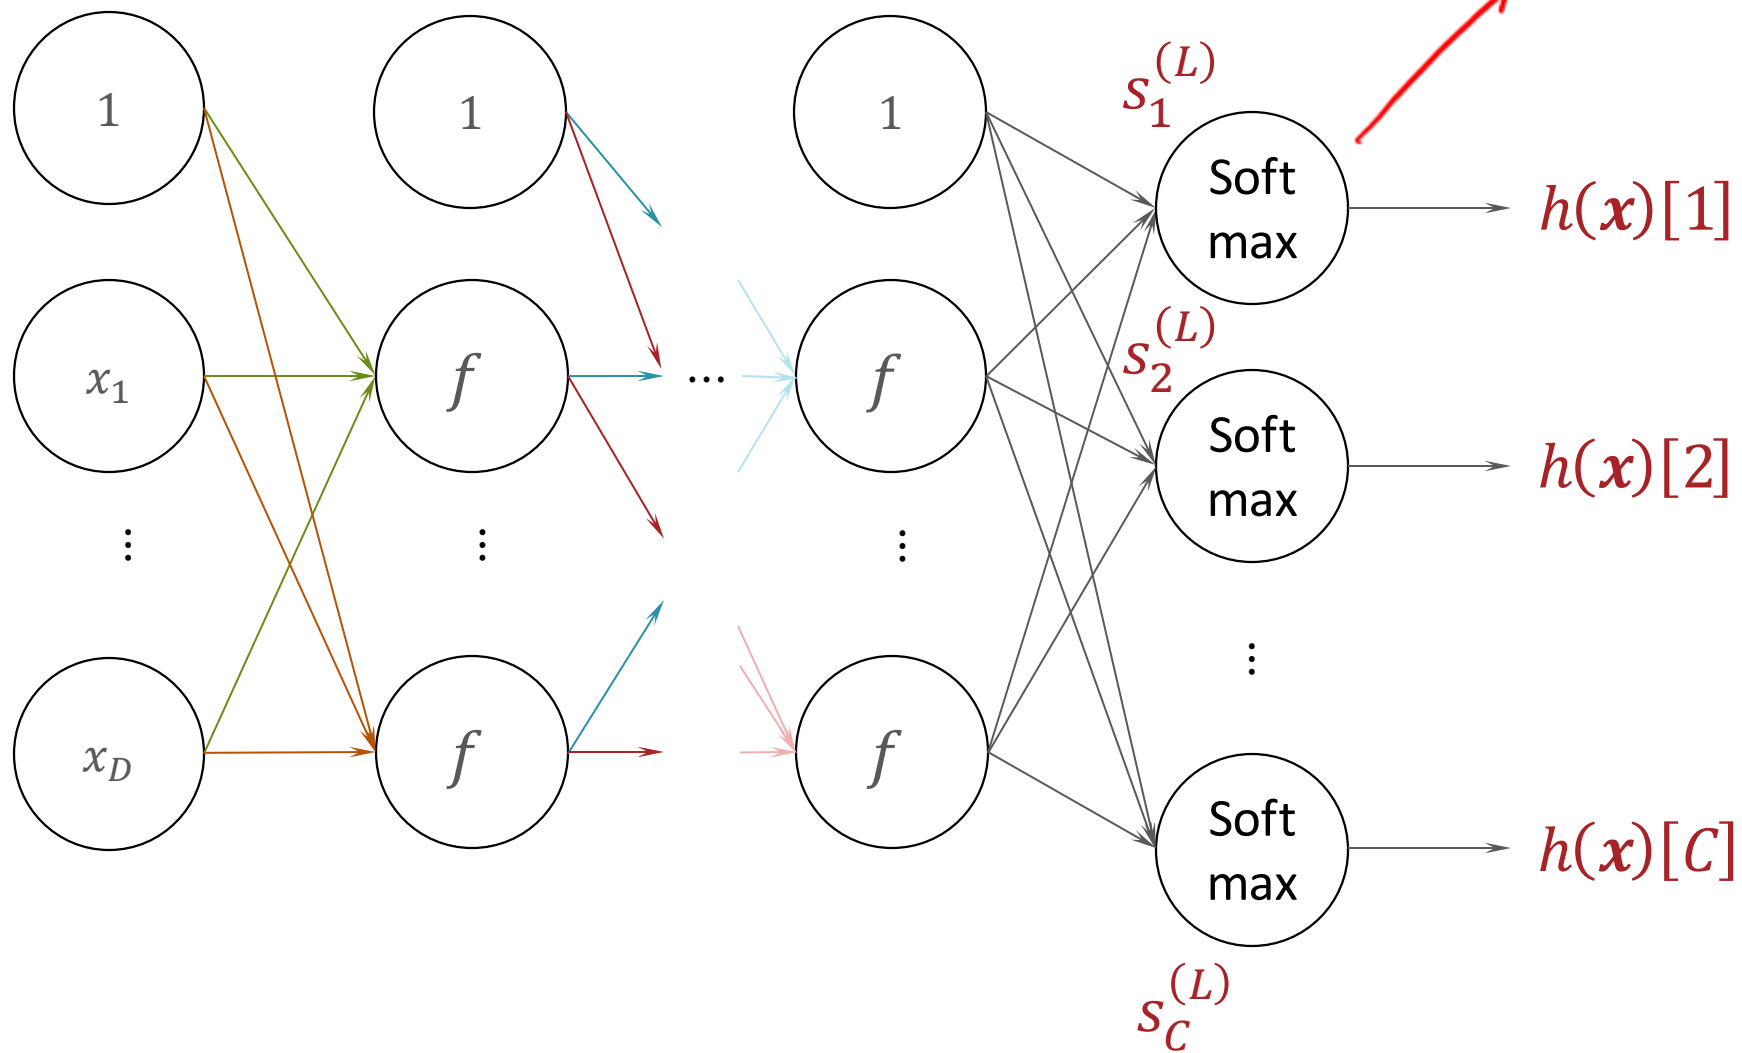 1 1 1 s_1^{(L)}
Soft
max
h(x)[1]
x_1 f … f s_2^{(L)}
Soft
max
h(x)[2]
⋮ ⋮ ⋮ ⋮
x_D f f
Soft
max
h(x)[C]
s_C^{(L)}